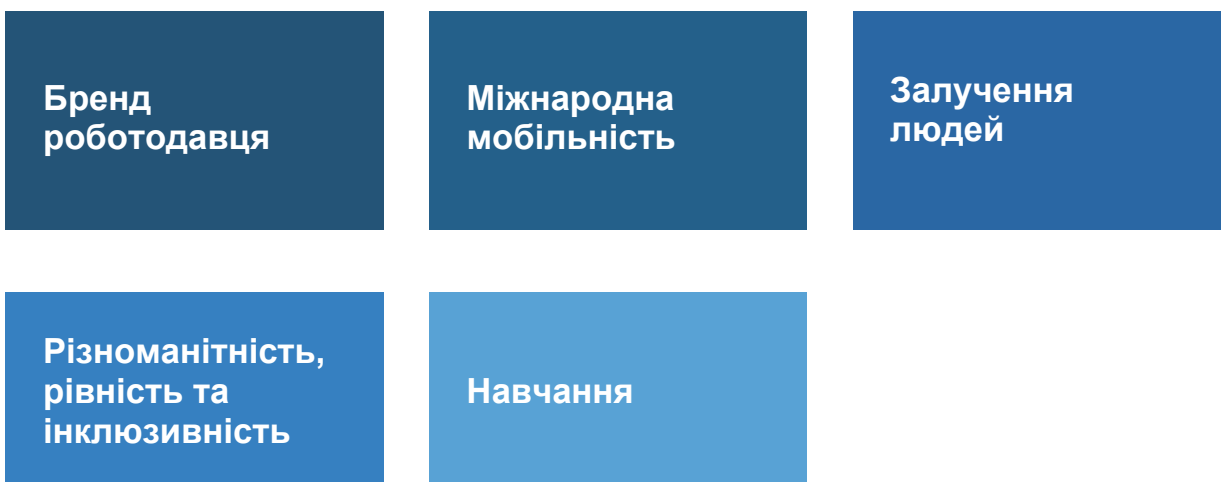 Бренд
роботодавця
Міжнародна
мобільність
Залучення
людей
Різноманітність,
рівність та
інклюзивність
Навчання